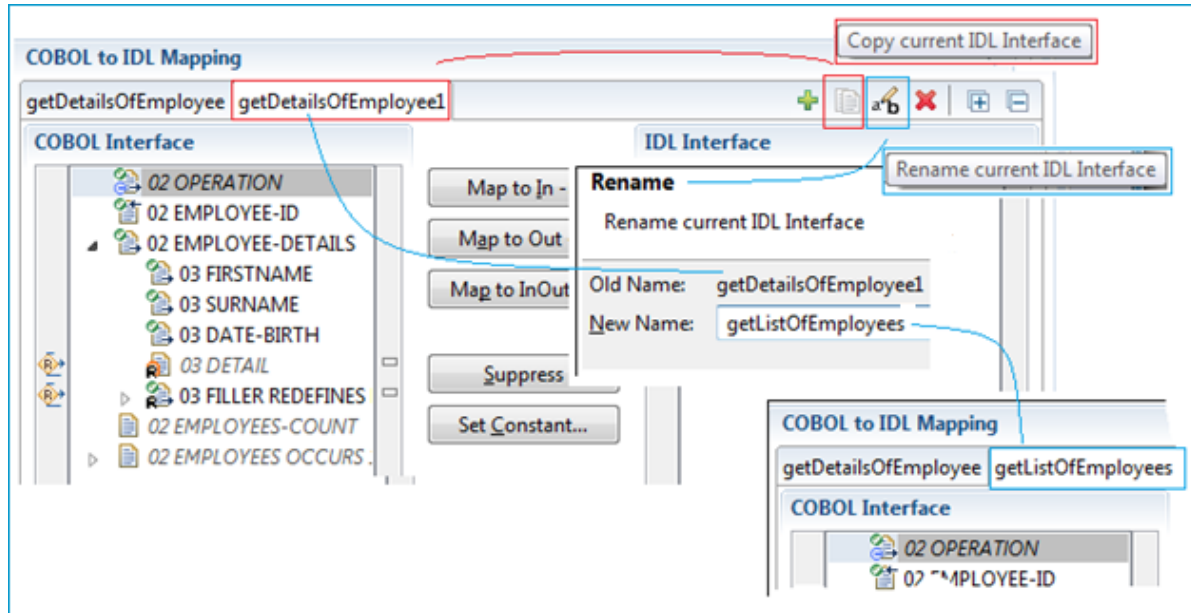 Copy current IDL Interface
COBOL to IDL Mapping
getDetailsOfEmployee getDetailsOfEmployee1
COBOL Interface
IDL Interface
Rename current IDL Interface
02 OPERATION
02 EMPLOYEE-ID
02 EMPLOYEE-DETAILS
03 FIRSTNAME
03 SURNAME
03 DATE-BIRTH
03 DETAIL
03 FILLER REDEFINES
02 EMPLOYEES-COUNT
02 EMPLOYEES OCCURS .
Map to In -
Map to Out
Map to InOut
Suppress
Set Constant...
Rename
Rename current IDL Interface
Old Name: getDetailsOfEmployee1
New Name: getListOfEmployees
COBOL to IDL Mapping
getDetailsOfEmployee getListOfEmployees
COBOL Interface
02 OPERATION
02 EMPLOYEE-ID